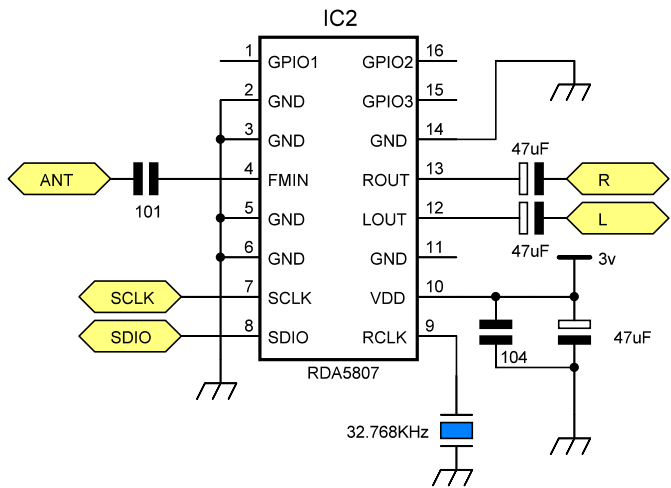 IC2
1 GPIO1 GPIO2 16
2 GND GPIO3 15
3 GND GND 14
47uF
ANT 4 FMIN ROUT 13 R
101
5 GND LOUT 12 L
47uF
6 GND GND 11
3v
SCLK 7 SCLK VDD 10
SDIO 8 SDIO RCLK 9
104 47uF
RDA5807
32.768KHz